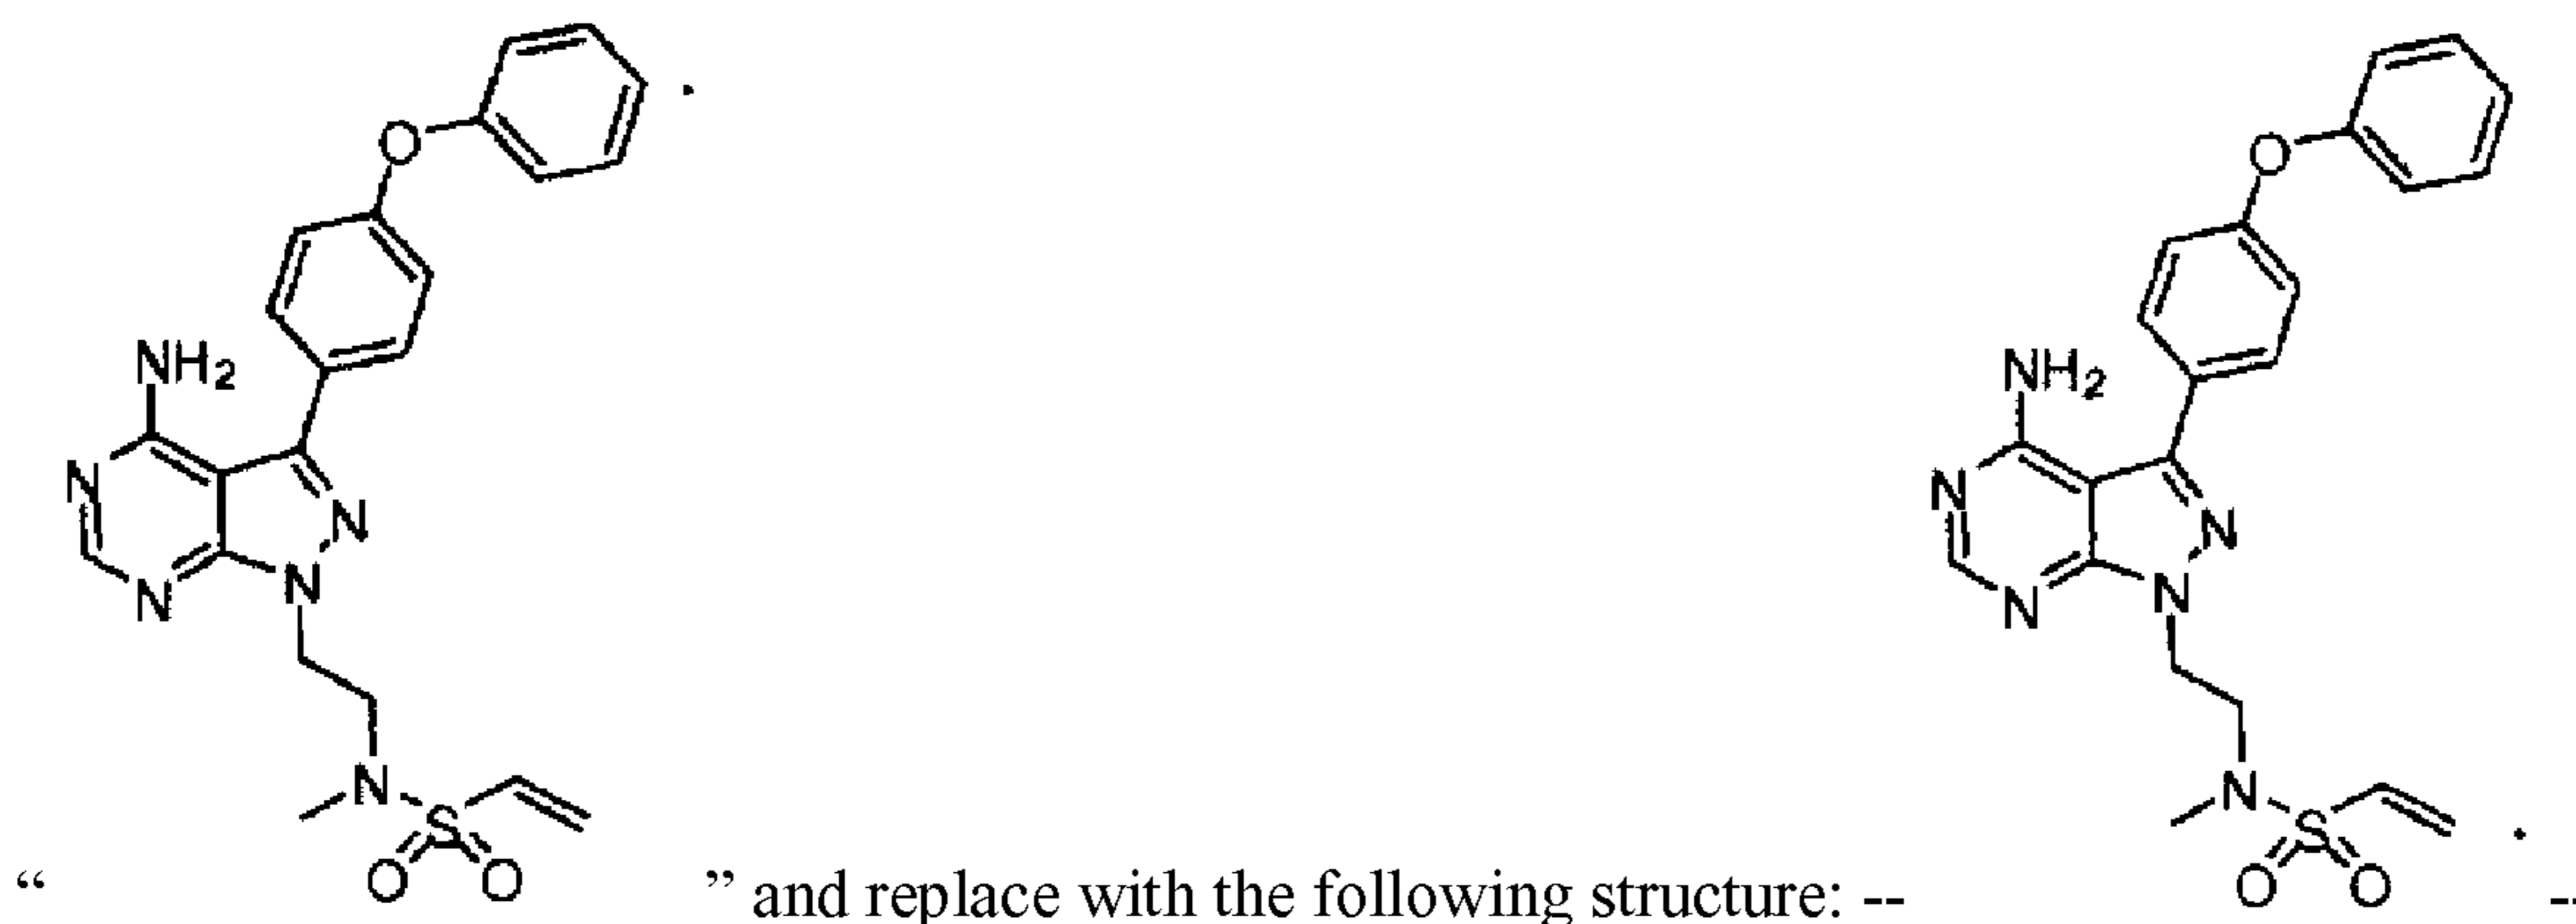 O
.
O
NH2
NH2
N
N
N
N
N
N
N
N
N
N
S
S
.
“ O O ” and replace with the following structure: -- O O --